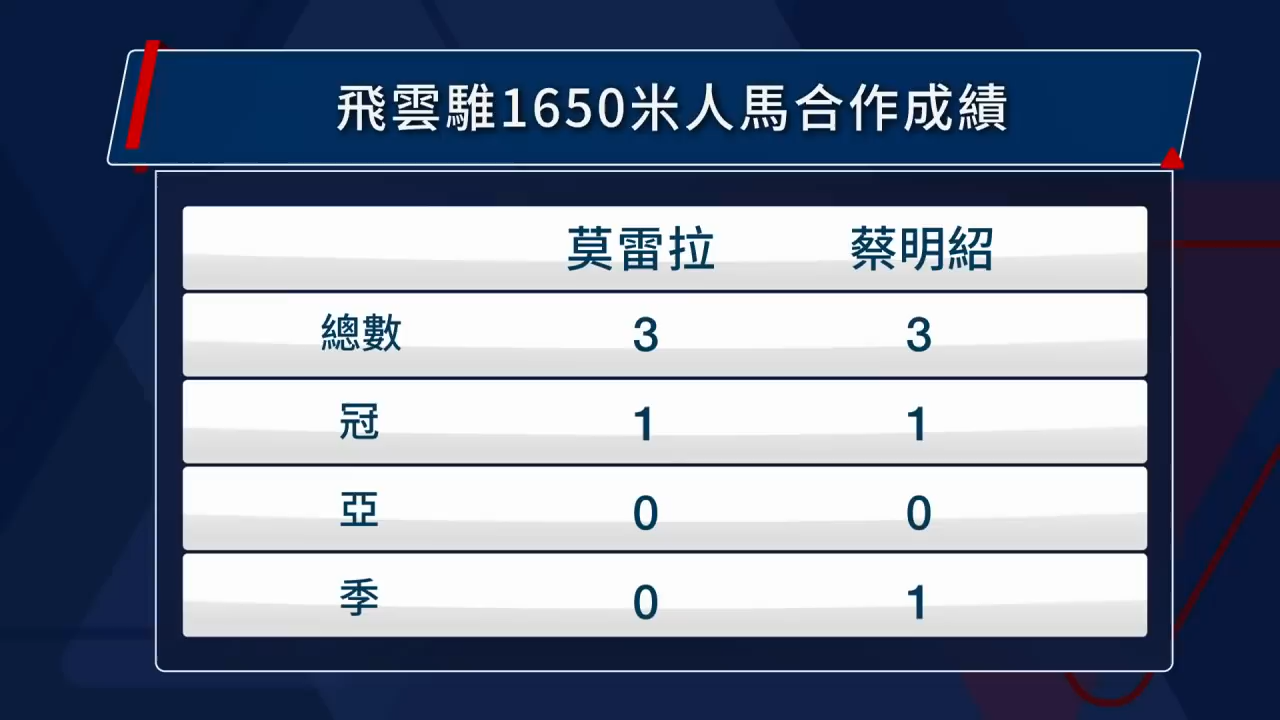 飛雲騅1650米人馬合作成績
莫雷拉 蔡明紹
總數 3 3
冠 1 1
亞 0 0
季 0 1